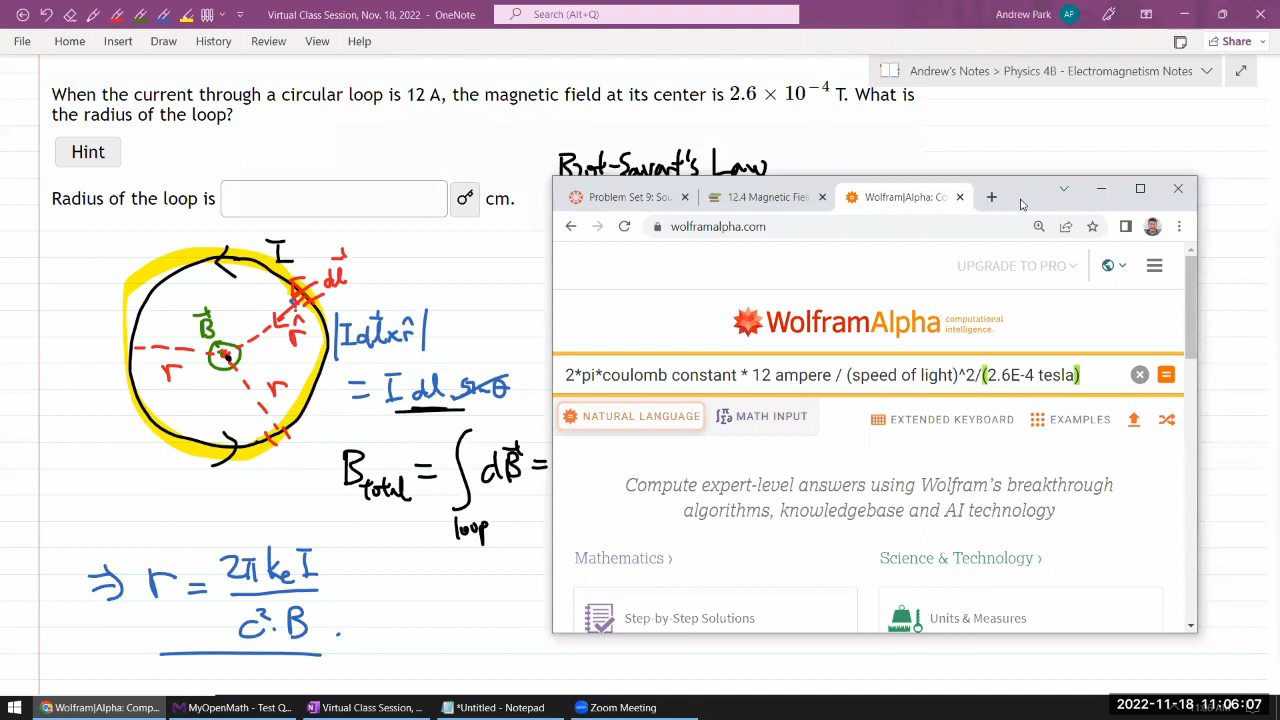 Virtual Class Session, Nov. 18, 2022 - OneNote
Search (Alt+Q)
Andrew Park
AP
File Home Insert Draw History Review View Help
Share
Andrew's Notes > Physics 4B - Electromagnetism Notes
When the current through a circular loop is 12 A, the magnetic field at its center is 2.6 × 10⁻⁴ T. What is
the radius of the loop?
Hint
Radius of the loop is
cm.
Biot-Savart's Law
Problem Set 9: Sou
12.4 Magnetic Fiel
Wolfram|Alpha: Co
wolframalpha.com
UPGRADE TO PRO
WolframAlpha computational intelligence.
2*pi*coulomb constant * 12 ampere / (speed of light)^2/(2.6E-4 tesla)
NATURAL LANGUAGE
MATH INPUT
EXTENDED KEYBOARD
EXAMPLES
UPLOAD
Compute expert-level answers using Wolfram's breakthrough
algorithms, knowledgebase and AI technology
Mathematics ›
Science & Technology ›
Step-by-Step Solutions
Units & Measures
I
dl⃗
B⃗
r̂
r
r
|Idl⃗×r̂|
= I dl sinθ
B_total = ∫_loop dB⃗ =
⇒ r = 2πkₑI / c²·B .
Wolfram|Alpha: Comp...
MyOpenMath - Test Q...
Virtual Class Session, ...
*Untitled - Notepad
Zoom Meeting
2022-11-18 11:06:07